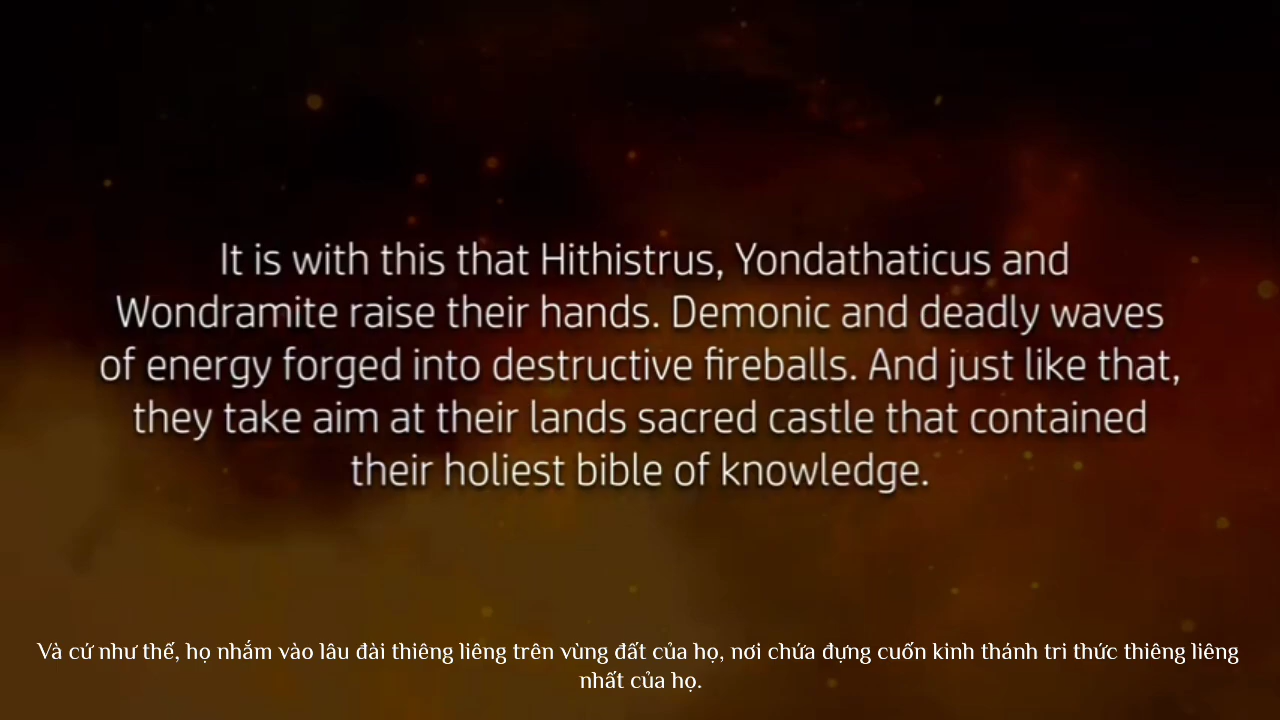 It is with this that Hithistrus, Yondathaticus and
Wondramite raise their hands. Demonic and deadly waves
of energy forged into destructive fireballs. And just like that,
they take aim at their lands sacred castle that contained
their holiest bible of knowledge.
Và cứ như thế, họ nhắm vào lâu đài thiêng liêng trên vùng đất của họ, nơi chứa đựng cuốn kinh thánh tri thức thiêng liêng
nhất của họ.